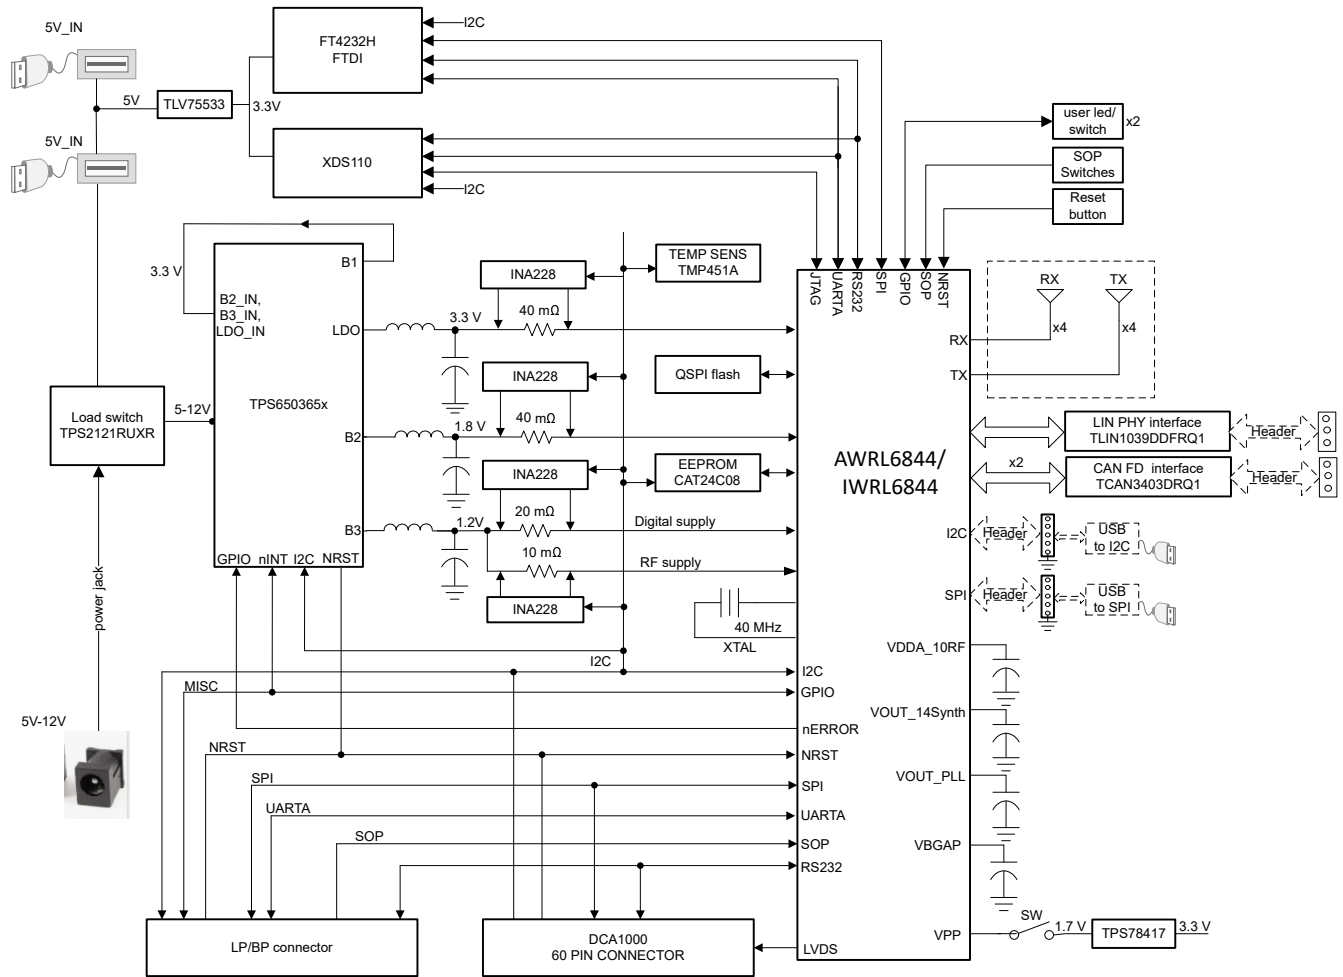 5V_IN
5V_IN
5V
TLV75533
3.3V
FT4232H
FTDI
I2C
XDS110
I2C
user led/
switch
x2
SOP
Switches
Reset
button
3.3 V
B1
B2_IN,
B3_IN,
LDO_IN
LDO
TPS650365x
B2
B3
GPIO
nINT
I2C
NRST
Load switch
TPS2121RUXR
5-12V
power jack
5V-12V
INA228
3.3 V
40 mΩ
INA228
1.8 V
40 mΩ
INA228
1.2V
20 mΩ
Digital supply
10 mΩ
RF supply
INA228
TEMP SENS
TMP451A
QSPI flash
EEPROM
CAT24C08
40 MHz
XTAL
JTAG
UARTA
RS232
SPI
GPIO
SOP
NRST
AWRL6844/
IWRL6844
RX
TX
RX
TX
x4
x4
LIN PHY interface
TLIN1039DDFRQ1
Header
x2
CAN FD interface
TCAN3403DRQ1
Header
I2C
Header
USB
to I2C
SPI
Header
USB
to SPI
VDDA_10RF
VOUT_14Synth
VOUT_PLL
VBGAP
VPP
SW
1.7 V
TPS78417
3.3 V
I2C
I2C
MISC
GPIO
nERROR
NRST
NRST
SPI
SPI
UARTA
UARTA
SOP
SOP
RS232
LVDS
LP/BP connector
DCA1000
60 PIN CONNECTOR